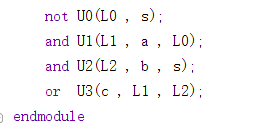 not U0(L0 , s);
and U1(L1 , a , L0);
and U2(L2 , b , s);
or  U3(c , L1 , L2);
endmodule